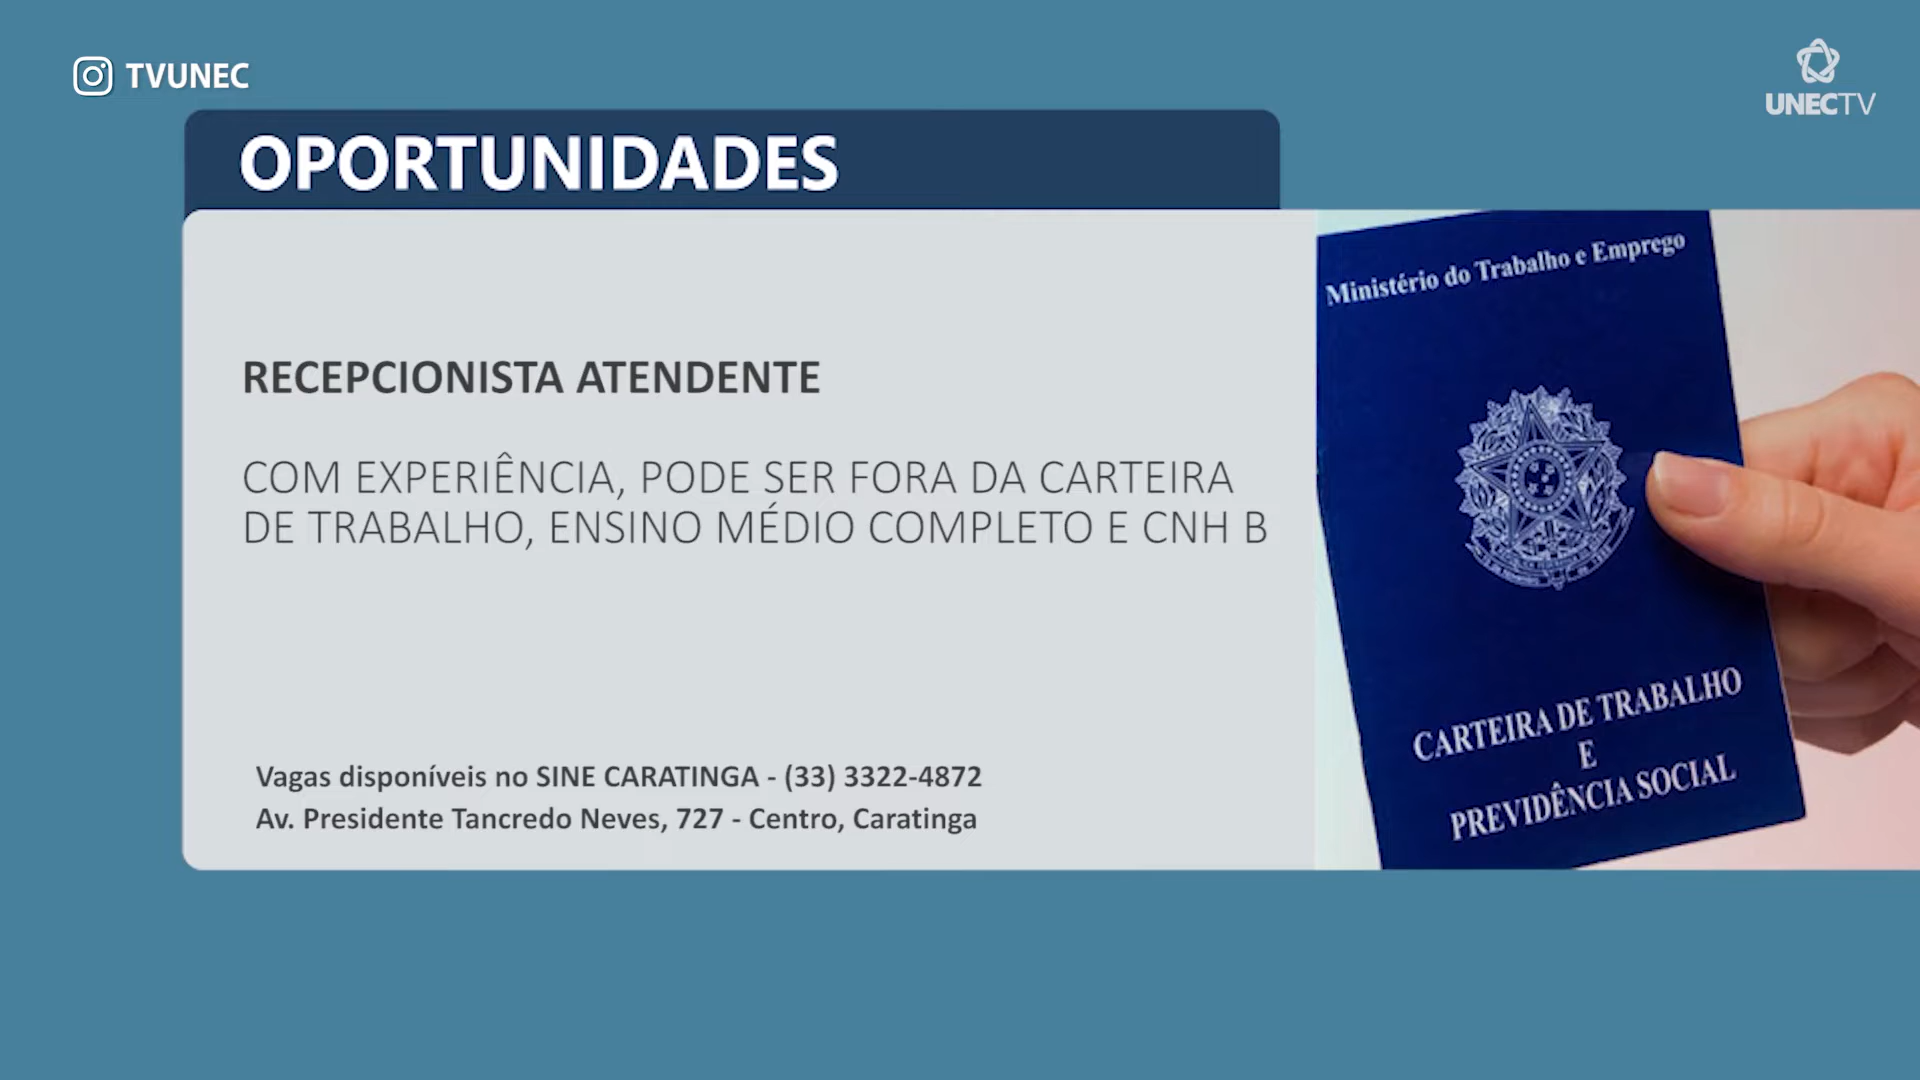 TVUNEC
UNECTV
OPORTUNIDADES
RECEPCIONISTA ATENDENTE
COM EXPERIÊNCIA, PODE SER FORA DA CARTEIRA
DE TRABALHO, ENSINO MÉDIO COMPLETO E CNH B
Vagas disponíveis no SINE CARATINGA - (33) 3322-4872
Av. Presidente Tancredo Neves, 727 - Centro, Caratinga
Ministério do Trabalho e Emprego
CARTEIRA DE TRABALHO
E
PREVIDÊNCIA SOCIAL